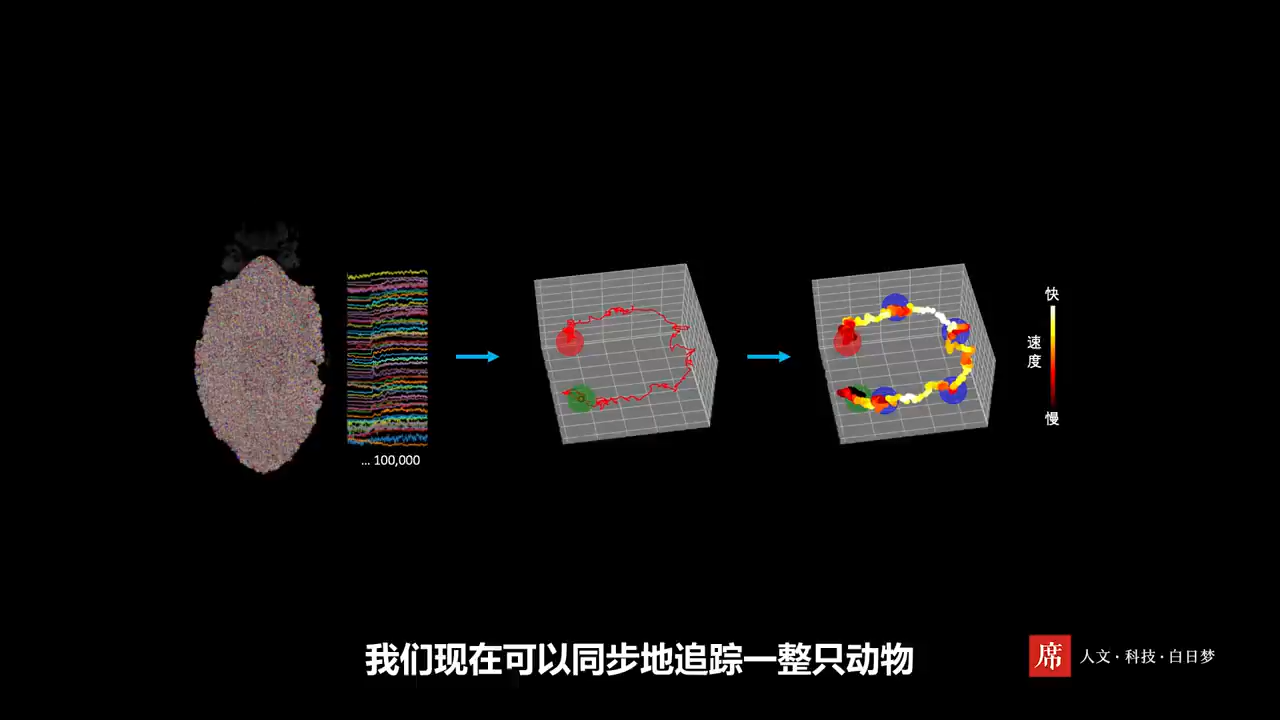 ... 100,000
快
速度
慢
我们现在可以同步地追踪一整只动物
席
人文·科技·白日梦